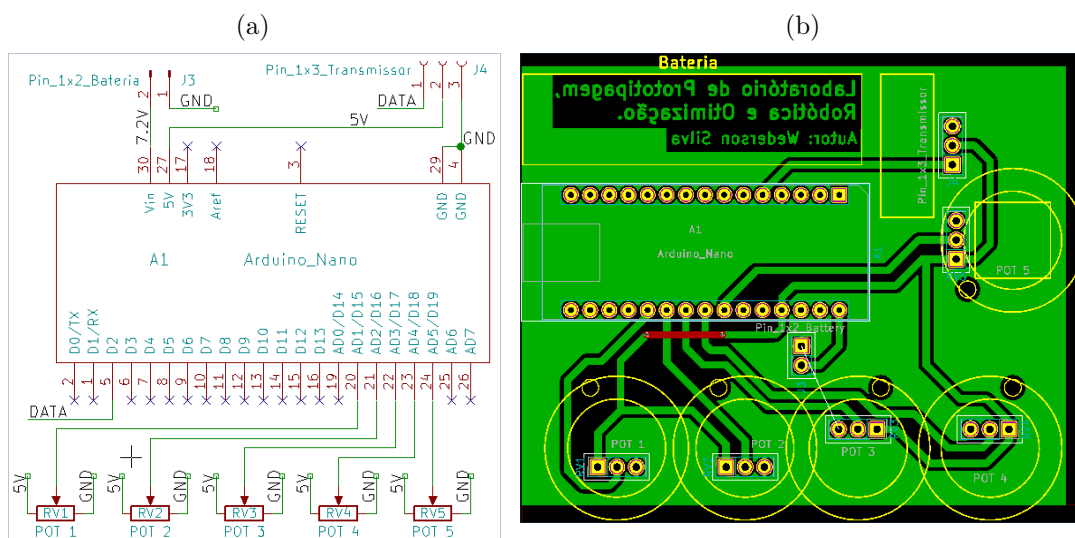 (a)
(b)
Pin_1x2_Bateria
J3
Pin_1x3_Transmissor
J4
2
1
1
2
3
GND
DATA
7.2V
5V
GND
30
27
17
18
3
29
4
Vin
5V
3V3
Aref
RESET
GND
GND
A1
Arduino_Nano
D0/TX
D1/RX
D2
D3
D4
D5
D6
D7
D8
D9
D10
D11
D12
D13
AD0/D14
AD1/D15
AD2/D16
AD3/D17
AD4/D18
AD5/D19
AD6
AD7
2
1
5
6
7
8
9
10
11
12
13
14
15
16
19
20
21
22
23
24
25
26
DATA
5V
GND
5V
GND
5V
GND
5V
GND
5V
GND
RV1
RV2
RV3
RV4
RV5
POT 1
POT 2
POT 3
POT 4
POT 5
Bateria
Laboratório de Prototipagem,
Robótica e Otimização.
Autor: Wederson Silva
Pin_1x3_Transmissor
A1
Arduino_Nano
A1
POT 5
Pin_1x2_Battery
J3
POT 1
POT 2
POT 3
POT 4
RV1